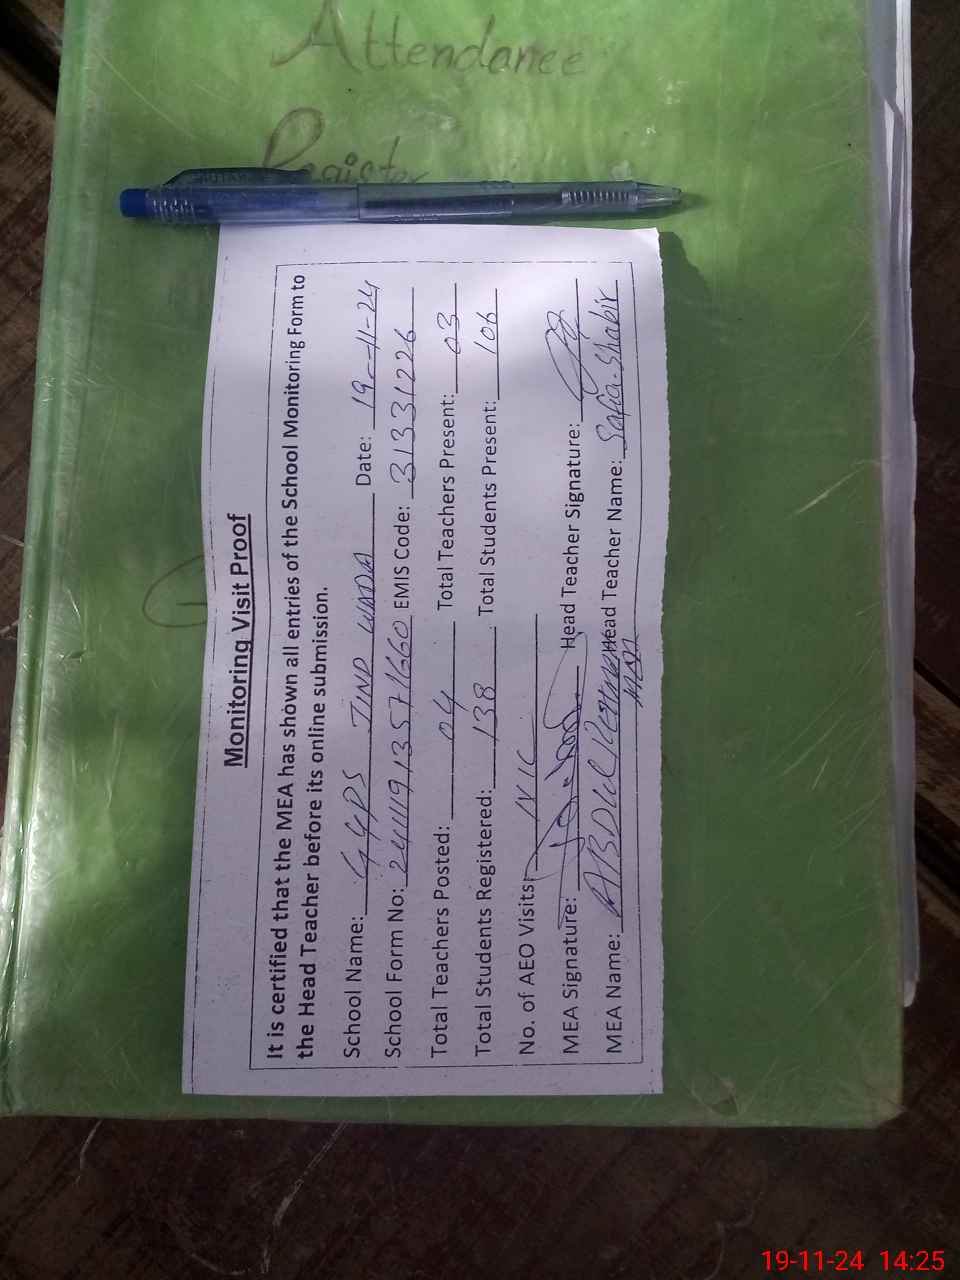 Attendance
Register
Monitoring Visit Proof
It is certified that the MEA has shown all entries of the School Monitoring Form to
the Head Teacher before its online submission.
School Name: GGPS JIND WADA Date: 19-11-24
School Form No: EMIS Code: 31331226
Total Teachers Posted: 04 Total Teachers Present: 03
Total Students Registered: 138 Total Students Present: 106
No. of AEO Visits:
MEA Signature: Head Teacher Signature:
MEA Name: ABDUL Rehman Head Teacher Name: Safia Shabir
19-11-24 14:25